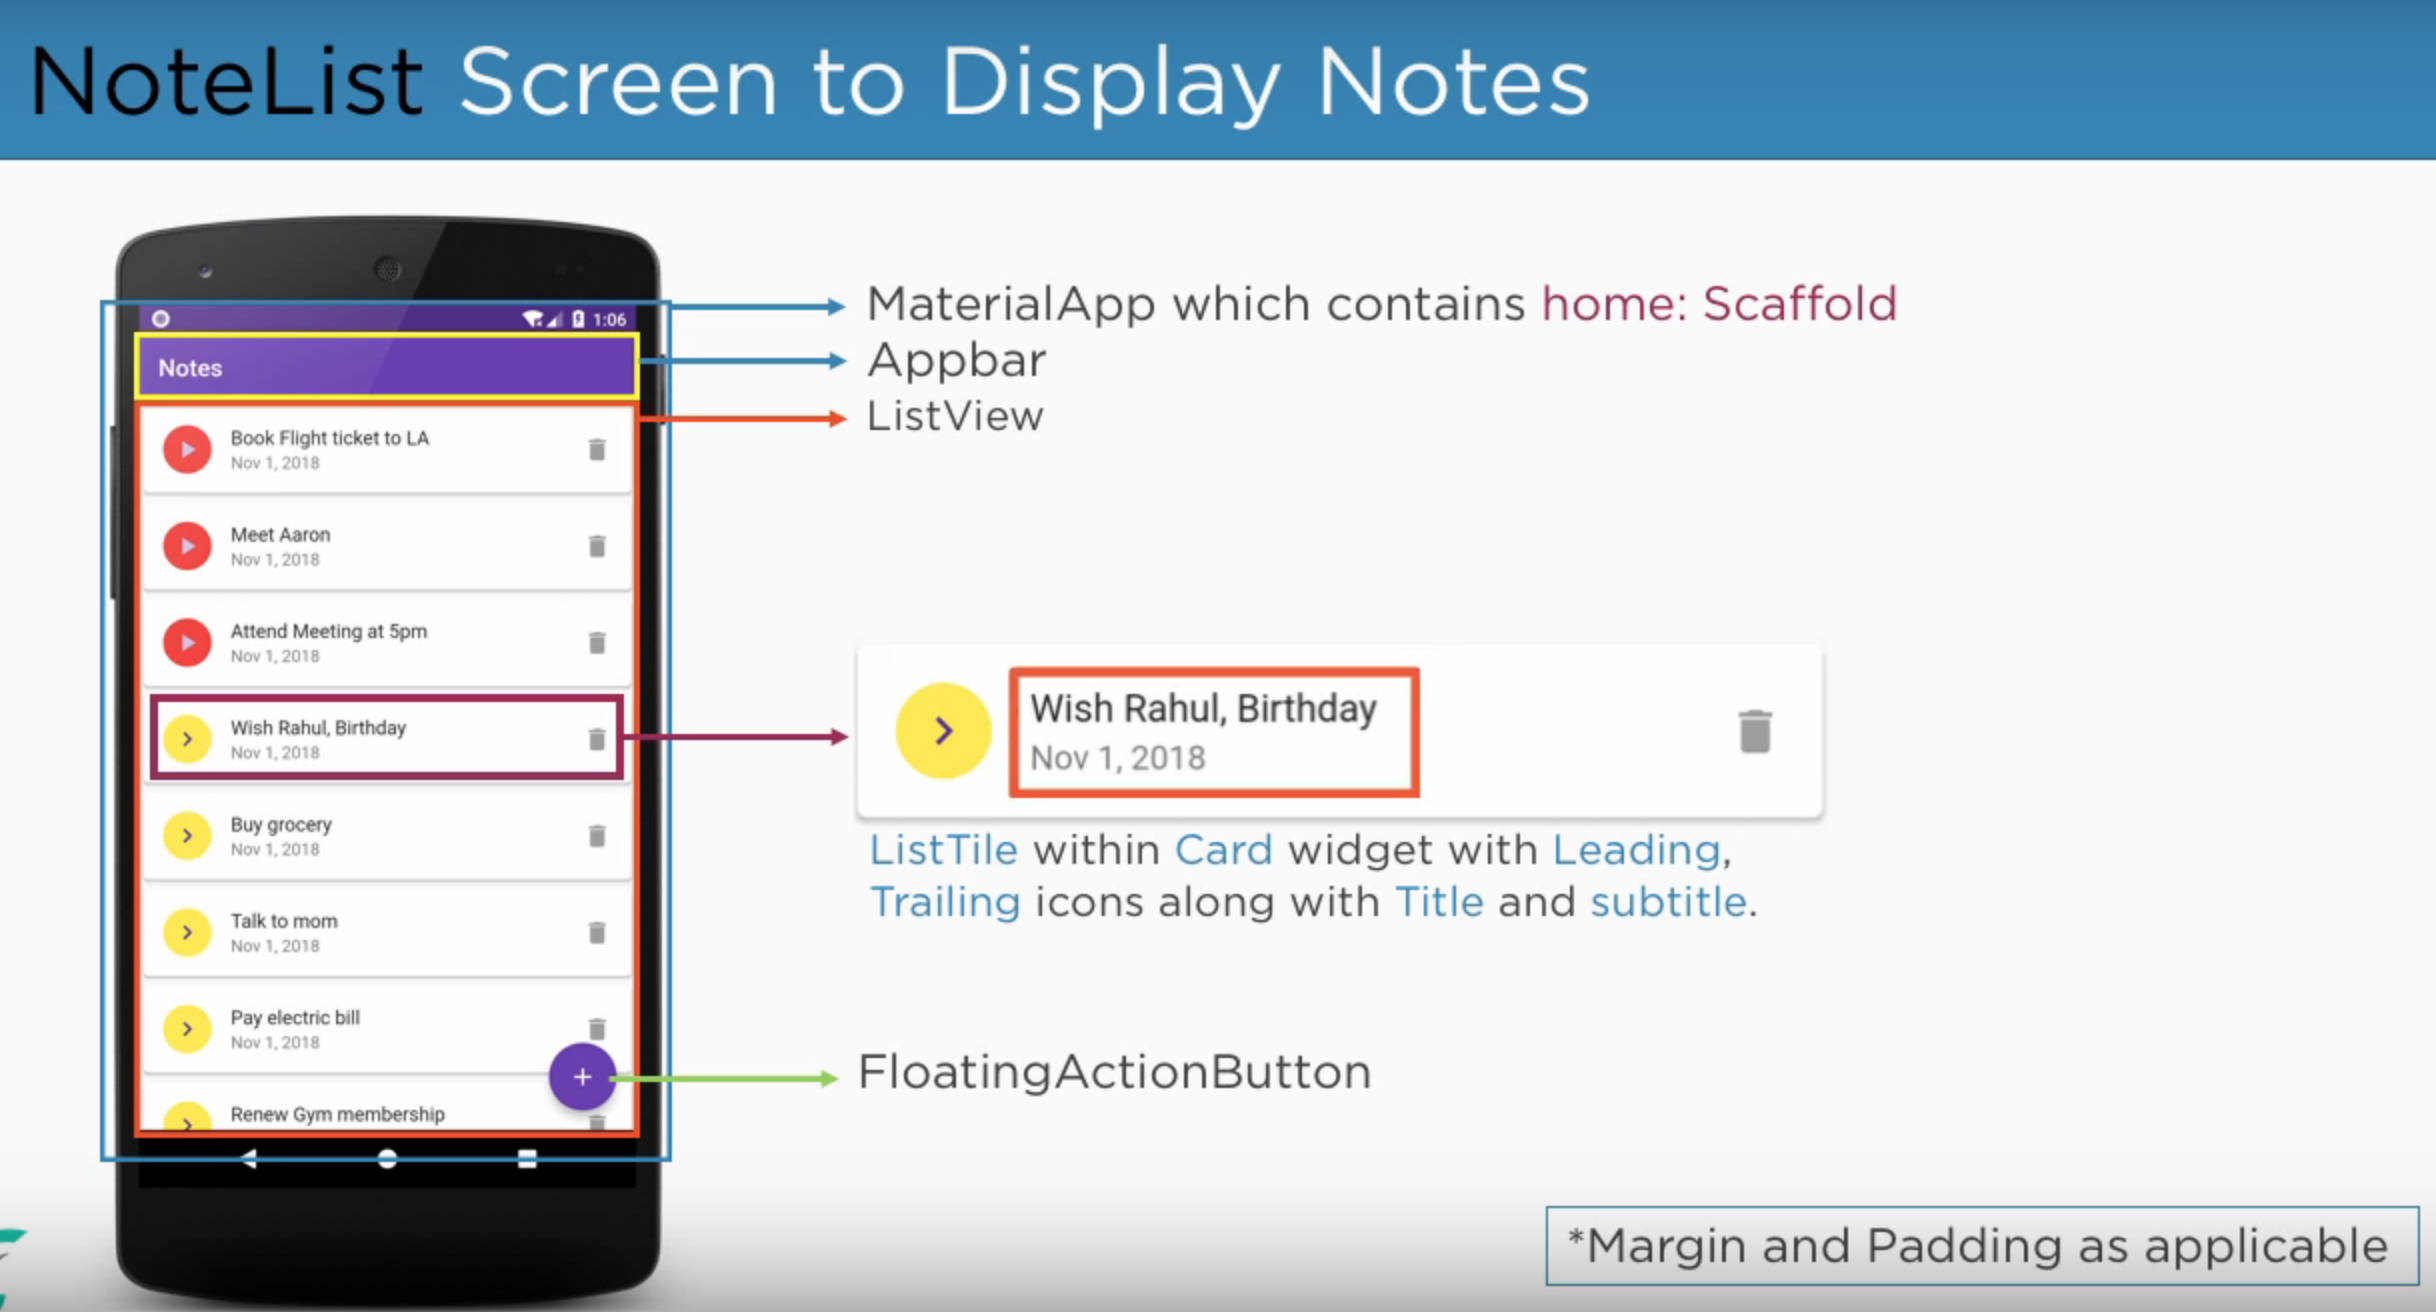 NoteList Screen to Display Notes
1:06
Notes
Book Flight ticket to LA
Nov 1, 2018
Meet Aaron
Nov 1, 2018
Attend Meeting at 5pm
Nov 1, 2018
Wish Rahul, Birthday
Nov 1, 2018
Buy grocery
Nov 1, 2018
Talk to mom
Nov 1, 2018
Pay electric bill
Nov 1, 2018
Renew Gym membership
MaterialApp which contains home: Scaffold
Appbar
ListView
Wish Rahul, Birthday
Nov 1, 2018
ListTile within Card widget with Leading,
Trailing icons along with Title and subtitle.
FloatingActionButton
*Margin and Padding as applicable